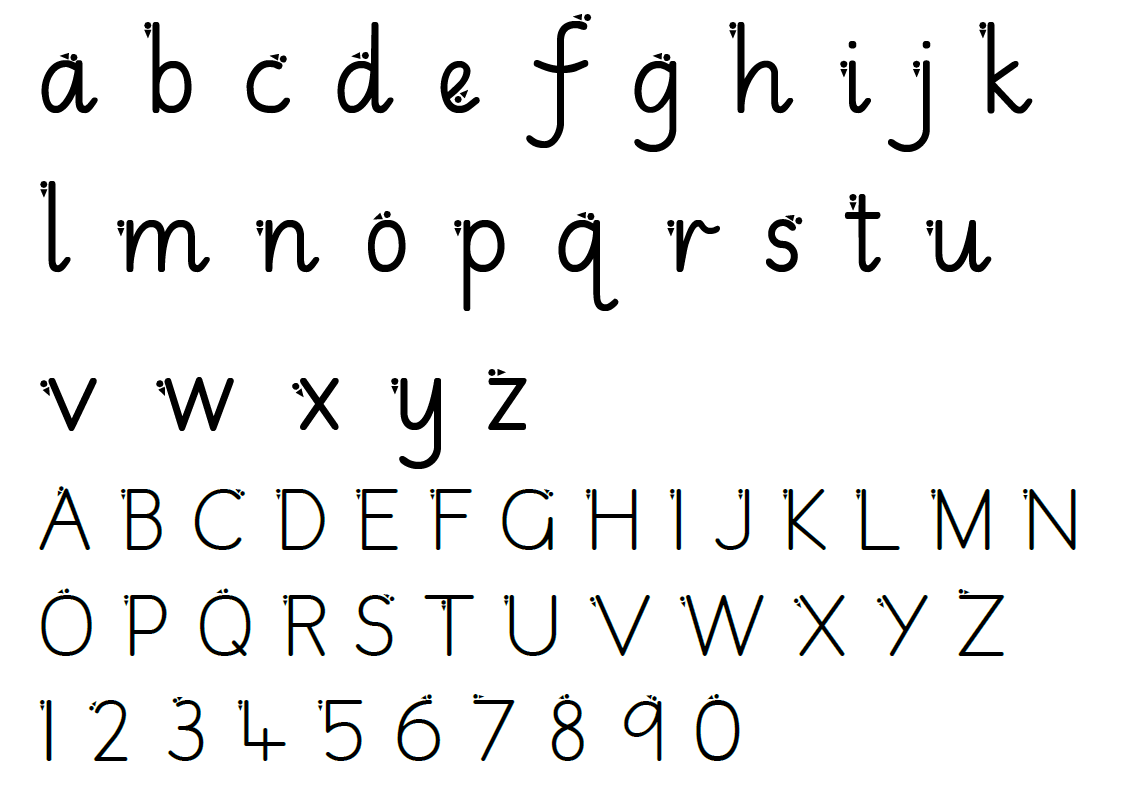 a b c d e f g h i j k
l m n o p q r s t u
v w x y z
A B C D E F G H I J K L M N
O P Q R S T U V W X Y Z
1 2 3 4 5 6 7 8 9 0